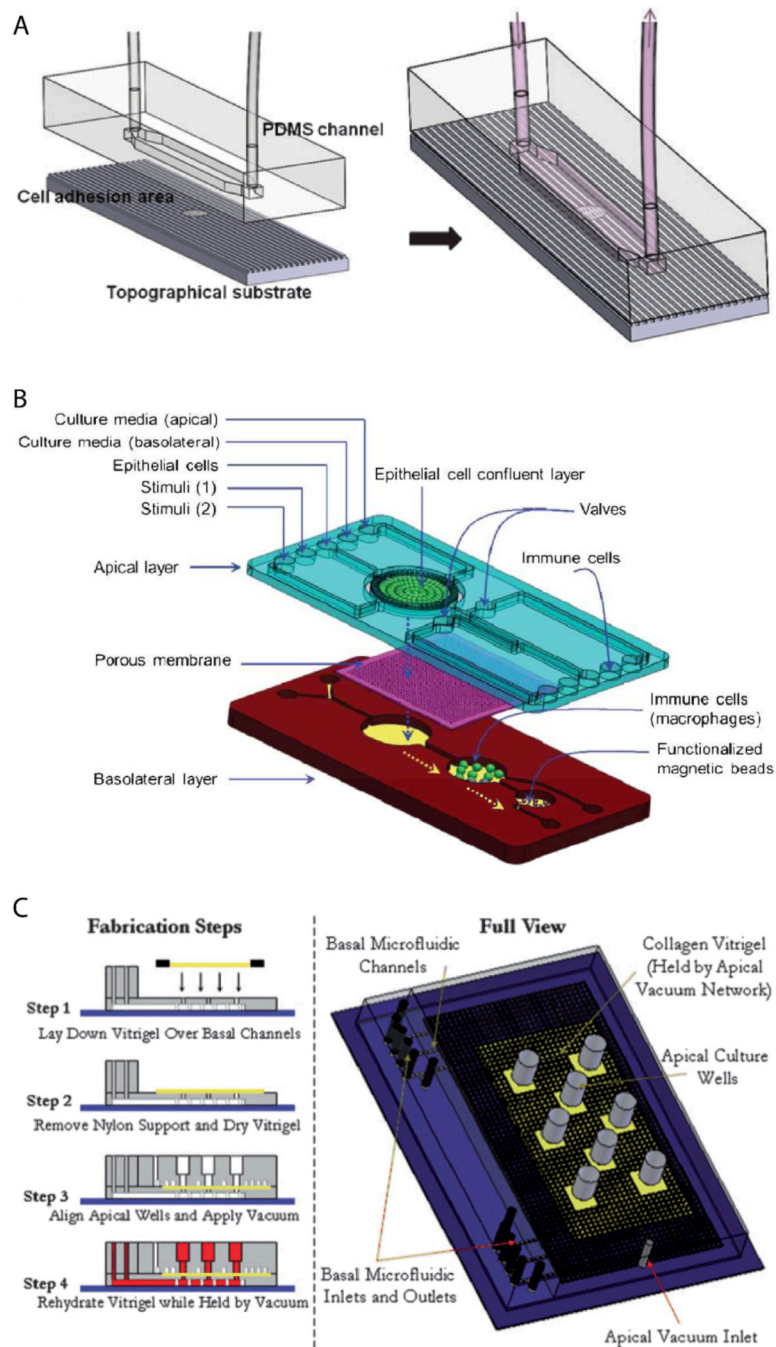 A
PDMS channel
Cell adhesion area
Topographical substrate
B
Culture media (apical)
Culture media (basolateral)
Epithelial cells
Stimuli (1)
Stimuli (2)
Epithelial cell confluent layer
Valves
Immune cells
Apical layer
Porous membrane
Immune cells
(macrophages)
Functionalized
magnetic beads
Basolateral layer
C
Fabrication Steps
Step 1
Lay Down Vitrigel Over Basal Channels
Step 2
Remove Nylon Support and Dry Vitrigel
Step 3
Align Apical Wells and Apply Vacuum
Step 4
Rehydrate Vitrigel while Held by Vacuum
Full View
Basal Microfluidic
Channels
Collagen Vitrigel
(Held by Apical
Vacuum Network)
Apical Culture
Wells
Basal Microfluidic
Inlets and Outlets
Apical Vacuum Inlet